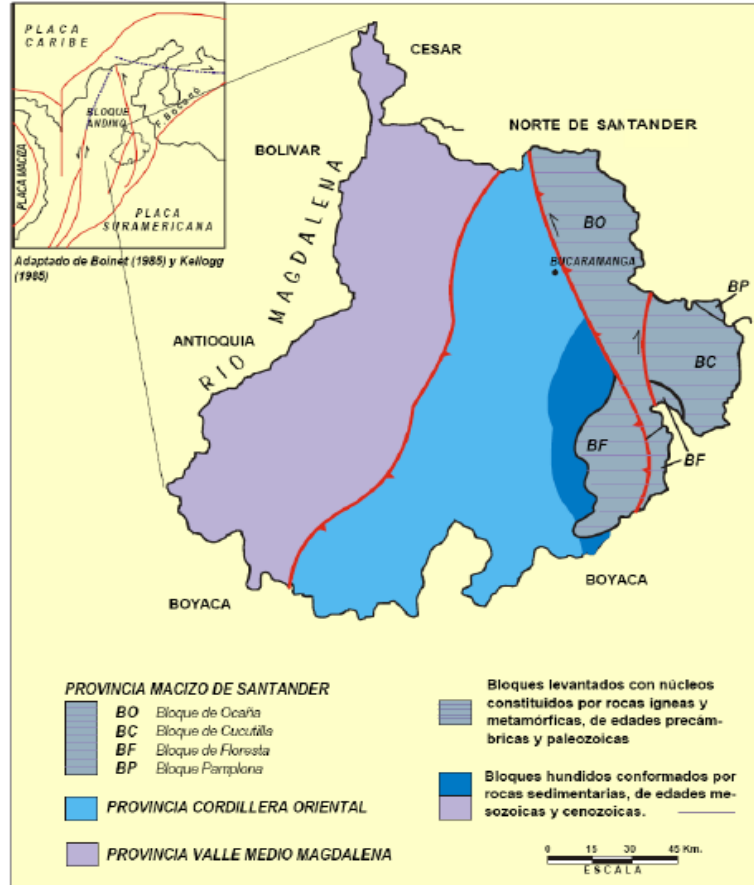 PLACA
CARIBE
BLOQUE
ANDINO
F. Bocono
PLACA MACIZA
PLACA
SURAMERICANA
Adaptado de Boinet (1985) y Kellogg
(1985)
CESAR
NORTE DE SANTANDER
BOLIVAR
RIO MAGDALENA
ANTIOQUIA
BO
BUCARAMANGA
BP
BC
BF
BF
BOYACA
BOYACA
PROVINCIA MACIZO DE SANTANDER
BO Bloque de Ocaña
BC Bloque de Cucutilla
BF Bloque de Floresta
BP Bloque Pamplona
PROVINCIA CORDILLERA ORIENTAL
PROVINCIA VALLE MEDIO MAGDALENA
Bloques levantados con núcleos
constituidos por rocas igneas y
metamórficas, de edades precám-
bricas y paleozoicas
Bloques hundidos conformados por
rocas sedimentarias, de edades me-
sozoicas y cenozoicas.
0 15 30 45 Km.
ESCALA